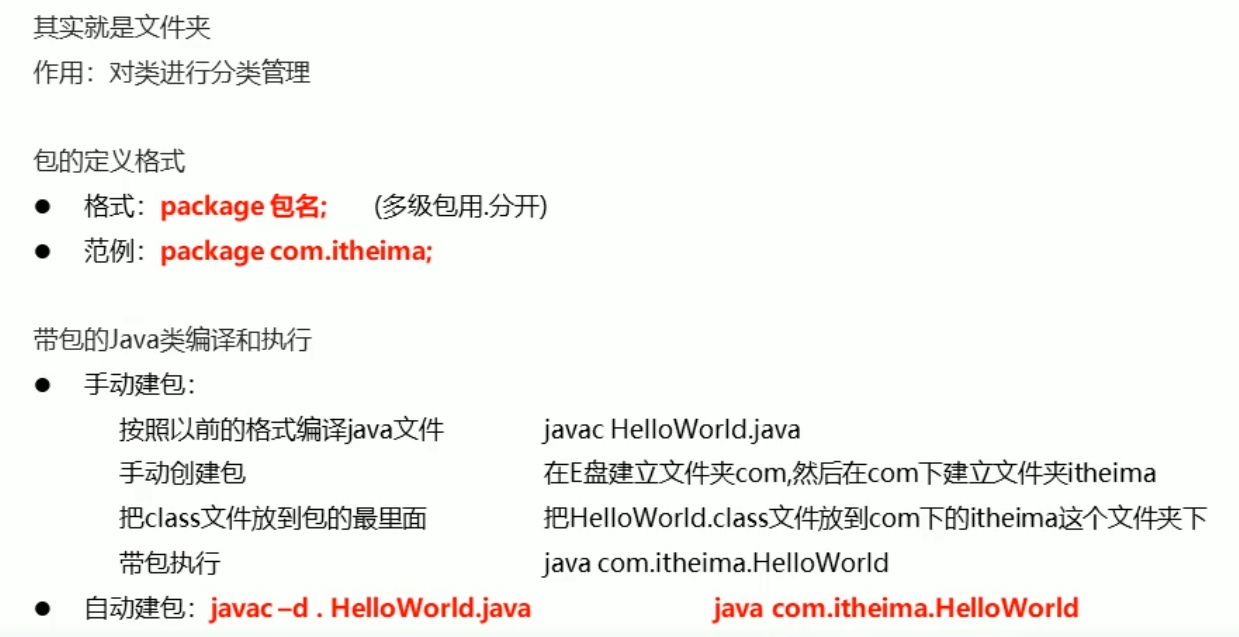 其实就是文件夹
作用：对类进行分类管理
包的定义格式
● 格式：package 包名; (多级包用.分开)
● 范例：package com.itheima;
带包的Java类编译和执行
● 手动建包：
按照以前的格式编译java文件 javac HelloWorld.java
手动创建包 在E盘建立文件夹com,然后在com下建立文件夹itheima
把class文件放到包的最里面 把HelloWorld.class文件放到com下的itheima这个文件夹下
带包执行 java com.itheima.HelloWorld
● 自动建包：javac –d . HelloWorld.java java com.itheima.HelloWorld